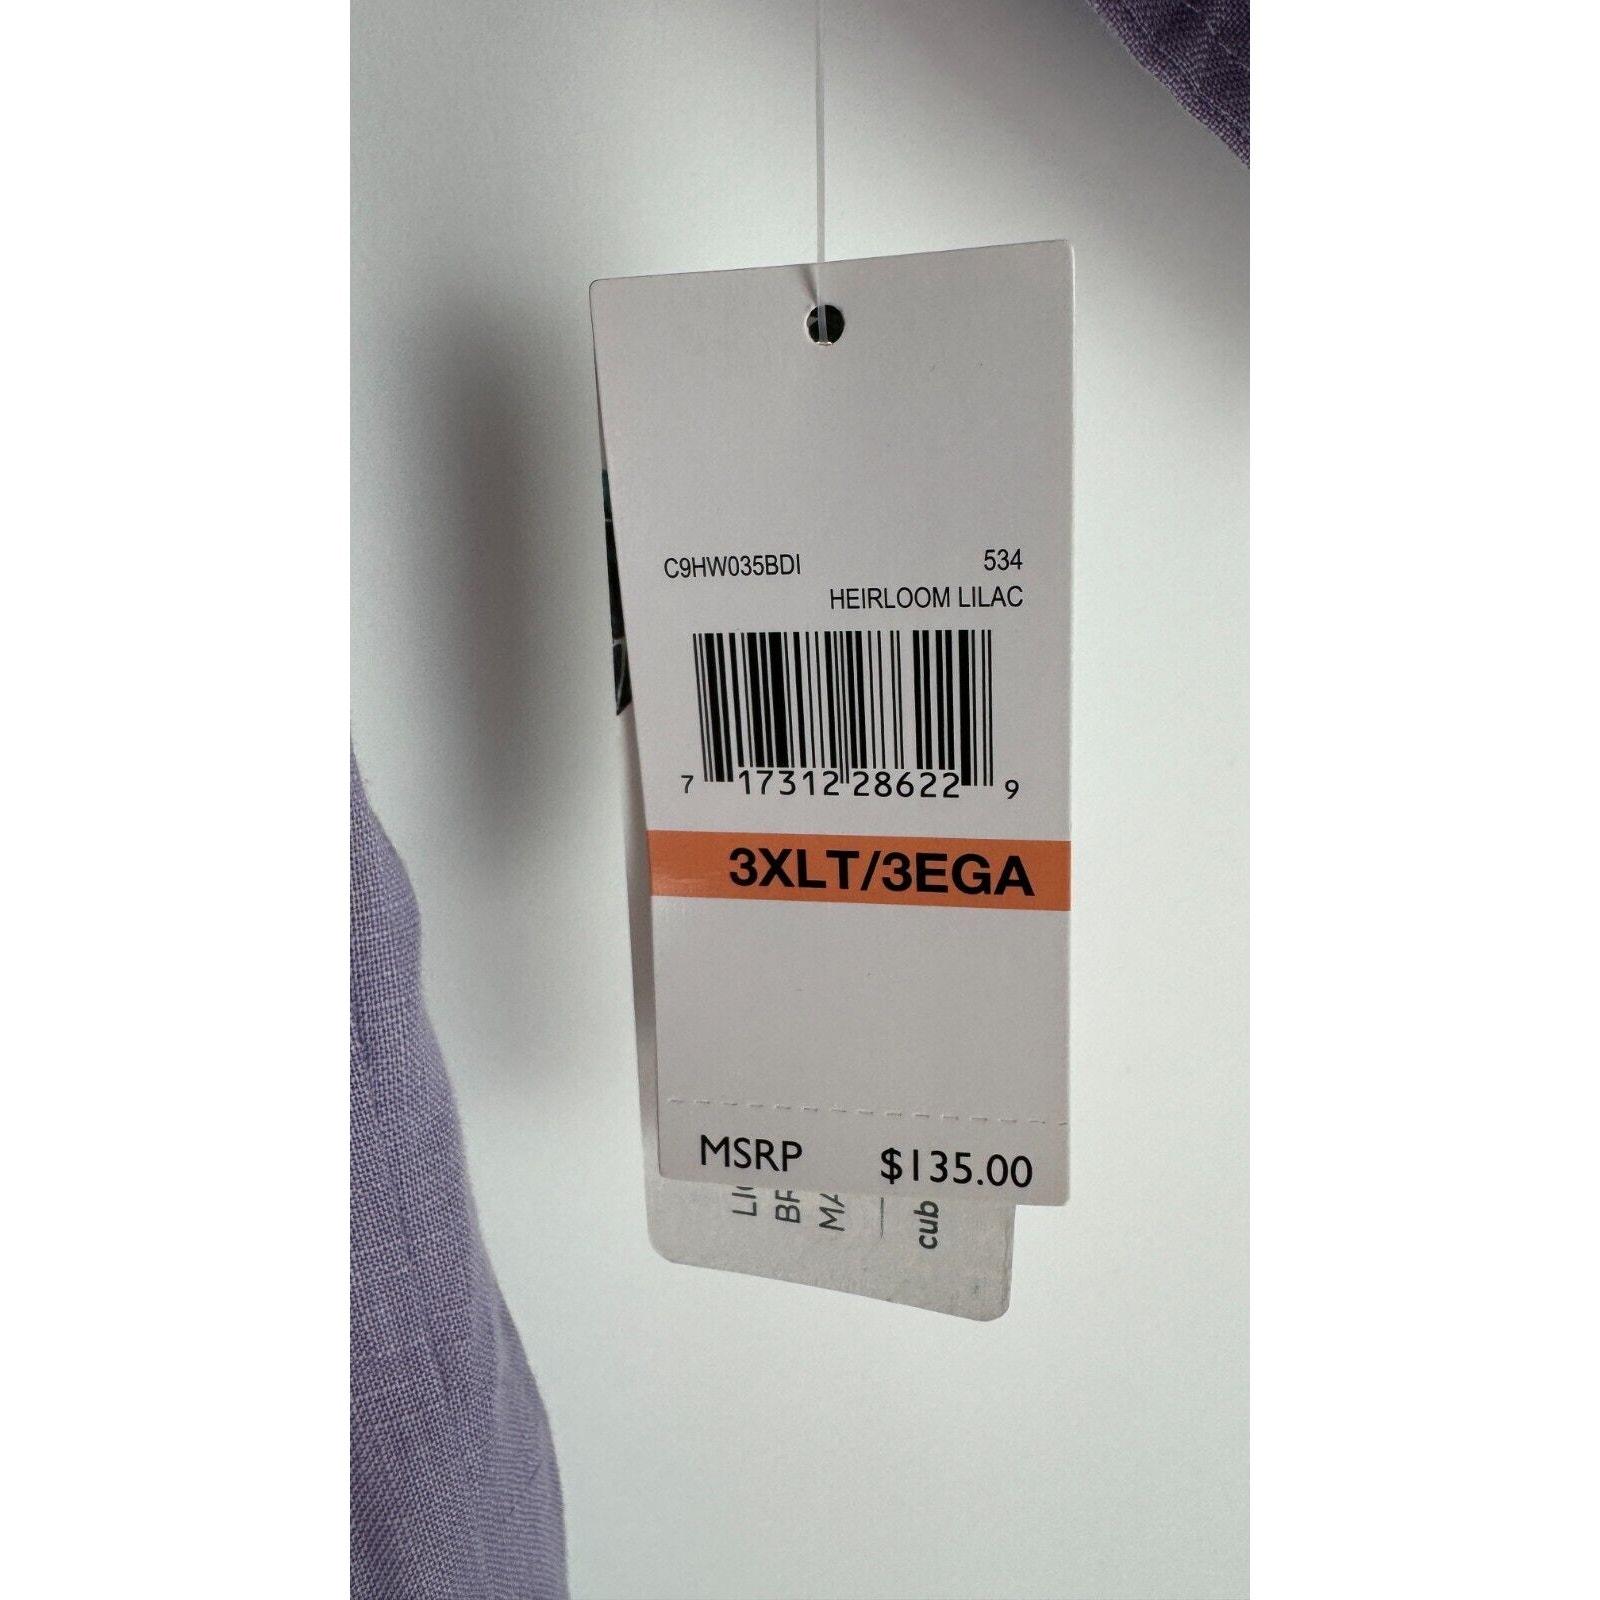 C9HW035BDI 534
HEIRLOOM LILAC
7 17312 28622 9
3XLT/3EGA
MSRP $135.00
cub